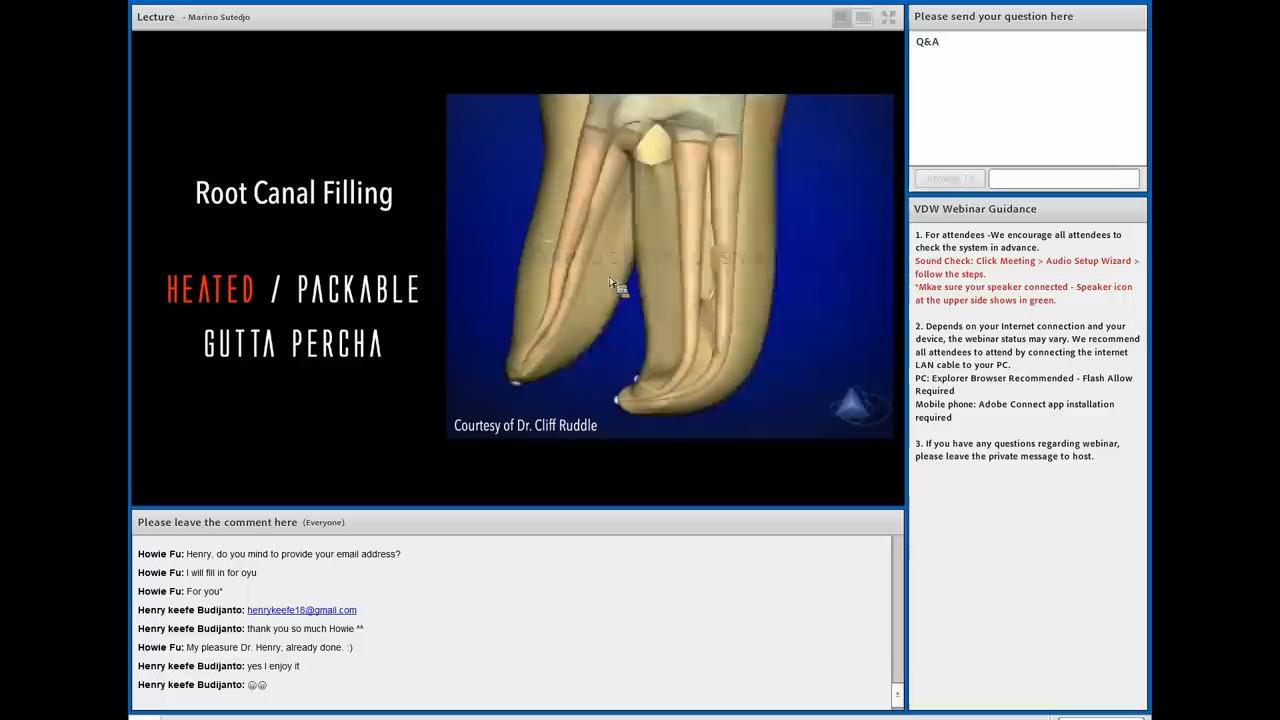 Lecture - Marino Sutedjo
Root Canal Filling
HEATED / PACKABLE
GUTTA PERCHA
Courtesy of Dr. Cliff Ruddle
Please send your question here
Q&A
VDW Webinar Guidance
1. For attendees -We encourage all attendees to
check the system in advance.
Sound Check: Click Meeting > Audio Setup Wizard >
follow the steps.
*Mkae sure your speaker connected - Speaker icon
at the upper side shows in green.
2. Depends on your Internet connection and your
device, the webinar status may vary. We recommend
all attendees to attend by connecting the internet
LAN cable to your PC.
PC: Explorer Browser Recommended - Flash Allow
Required
Mobile phone: Adobe Connect app installation
required
3. If you have any questions regarding webinar,
please leave the private message to host.
Please leave the comment here (Everyone)
Howie Fu: Henry, do you mind to provide your email address?
Howie Fu: I will fill in for oyu
Howie Fu: For you*
Henry keefe Budijanto: henrykeefe18@gmail.com
Henry keefe Budijanto: thank you so much Howie ^^
Howie Fu: My pleasure Dr. Henry, already done. :)
Henry keefe Budijanto: yes I enjoy it
Henry keefe Budijanto: 😄😄